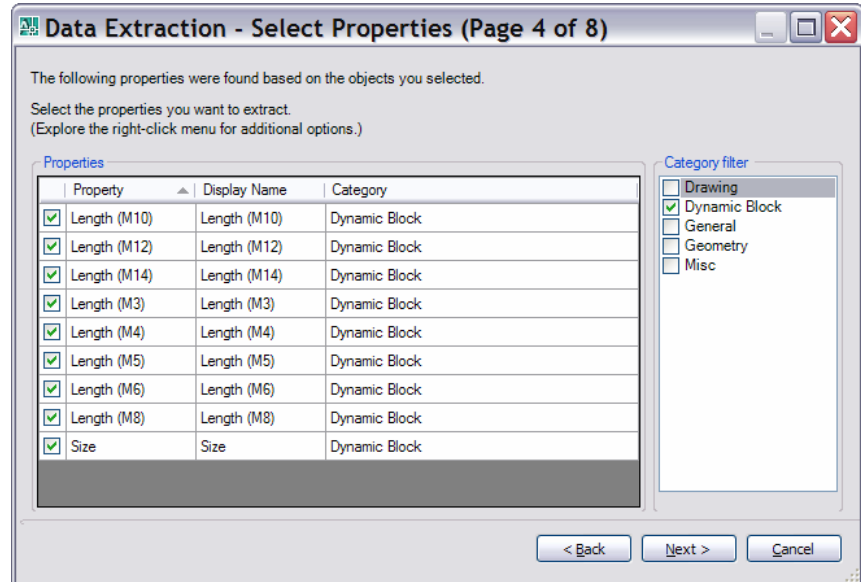 Data Extraction - Select Properties (Page 4 of 8)
The following properties were found based on the objects you selected.
Select the properties you want to extract.
(Explore the right-click menu for additional options.)
Properties
Property Display Name Category
Length (M10) Length (M10) Dynamic Block
Length (M12) Length (M12) Dynamic Block
Length (M14) Length (M14) Dynamic Block
Length (M3) Length (M3) Dynamic Block
Length (M4) Length (M4) Dynamic Block
Length (M5) Length (M5) Dynamic Block
Length (M6) Length (M6) Dynamic Block
Length (M8) Length (M8) Dynamic Block
Size Size Dynamic Block
Category filter
Drawing
Dynamic Block
General
Geometry
Misc
< Back Next > Cancel